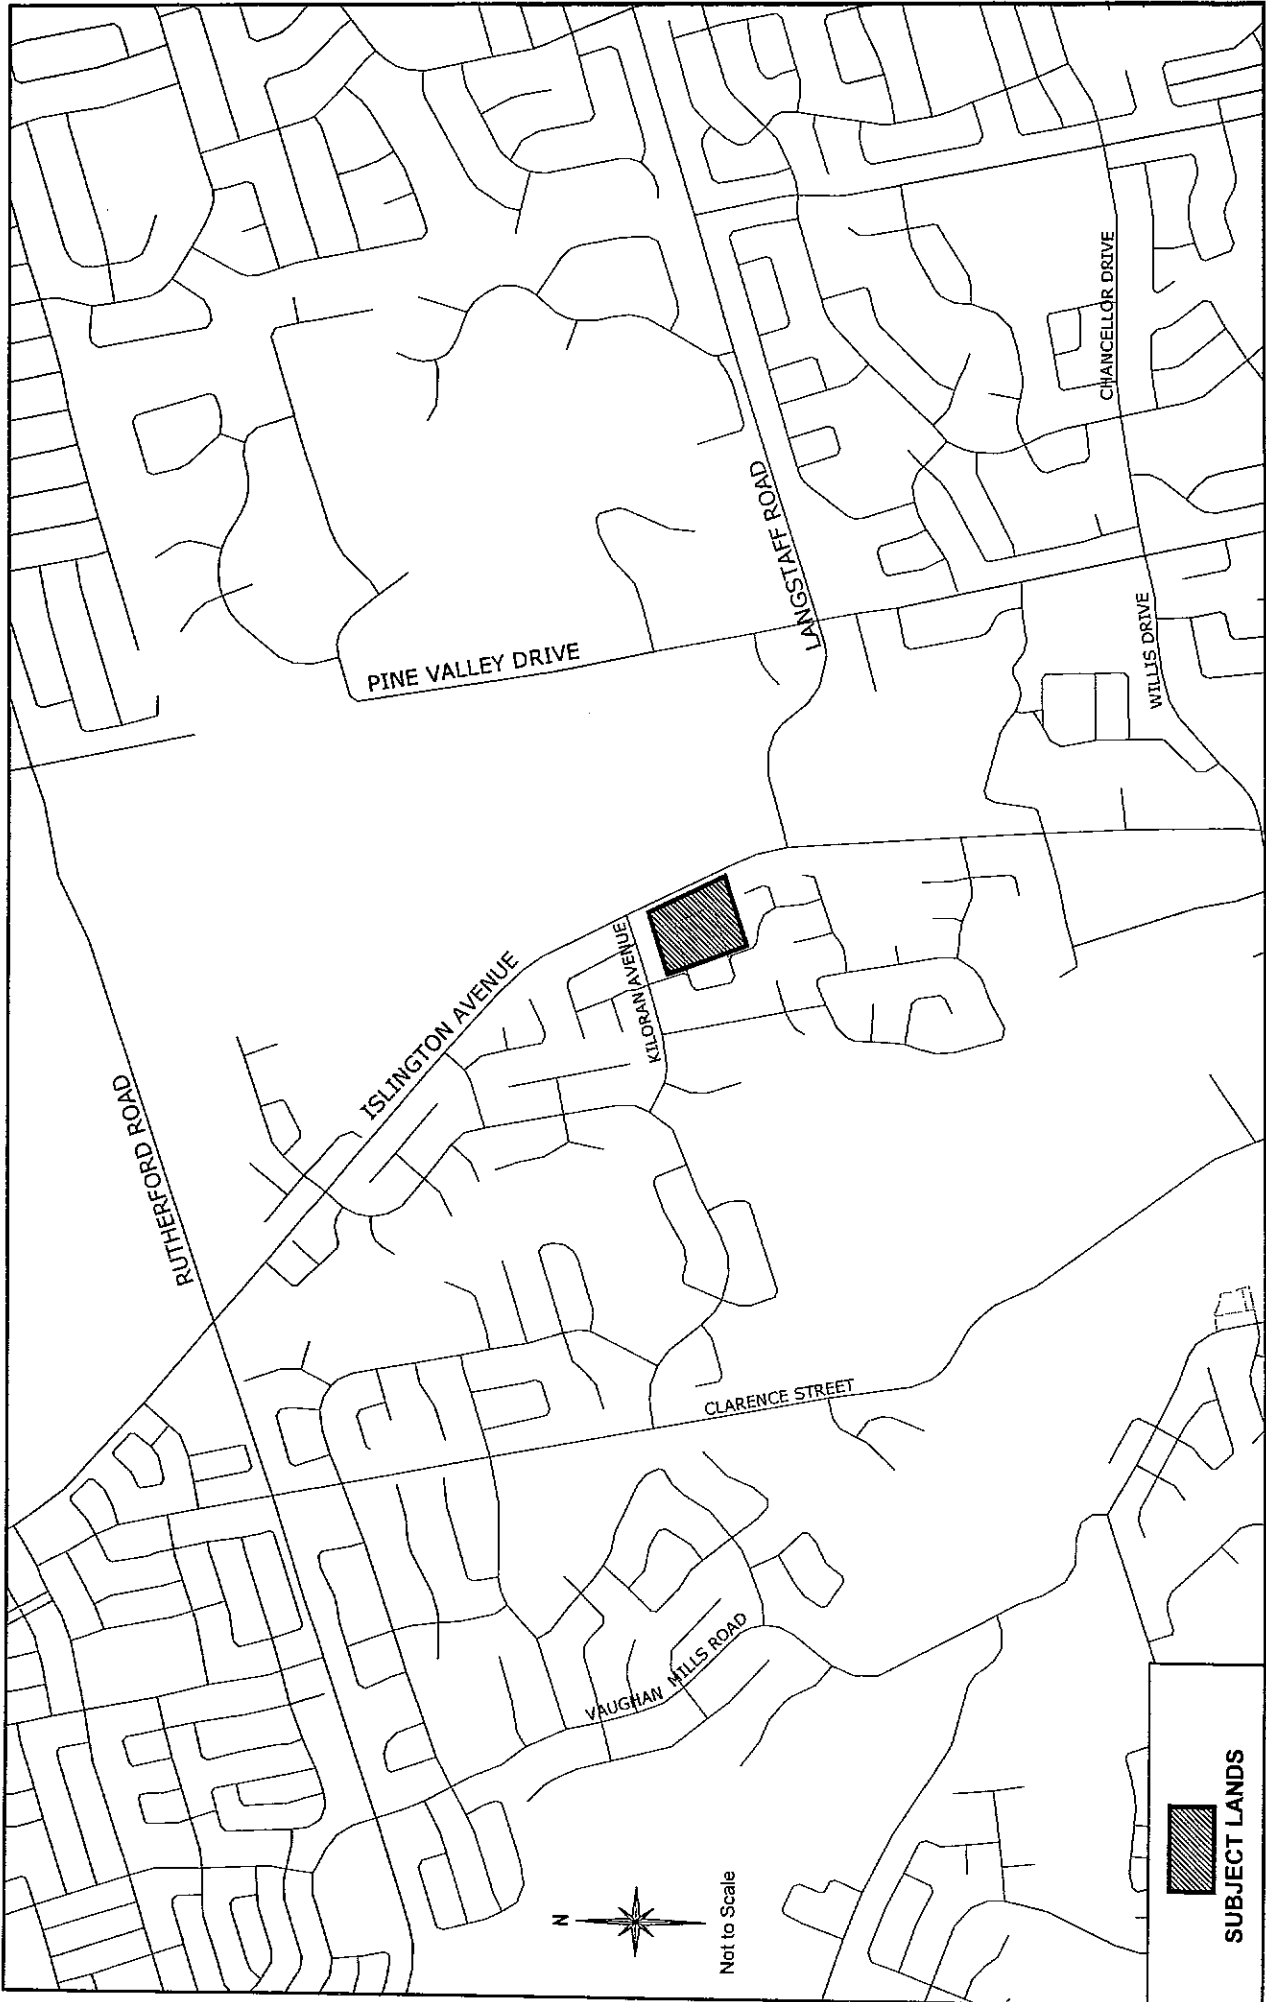 RUTHERFORD ROAD
ISLINGTON AVENUE
PINE VALLEY DRIVE
LANGSTAFF ROAD
CHANCELLOR DRIVE
WILLIS DRIVE
KILORAN AVENUE
CLARENCE STREET
VAUGHAN MILLS ROAD
N
Not to Scale
SUBJECT LANDS